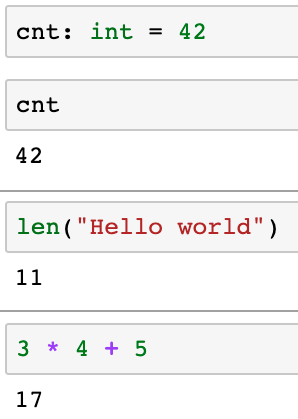 cnt: int = 42
cnt
42
len("Hello world")
11
3 * 4 + 5
17